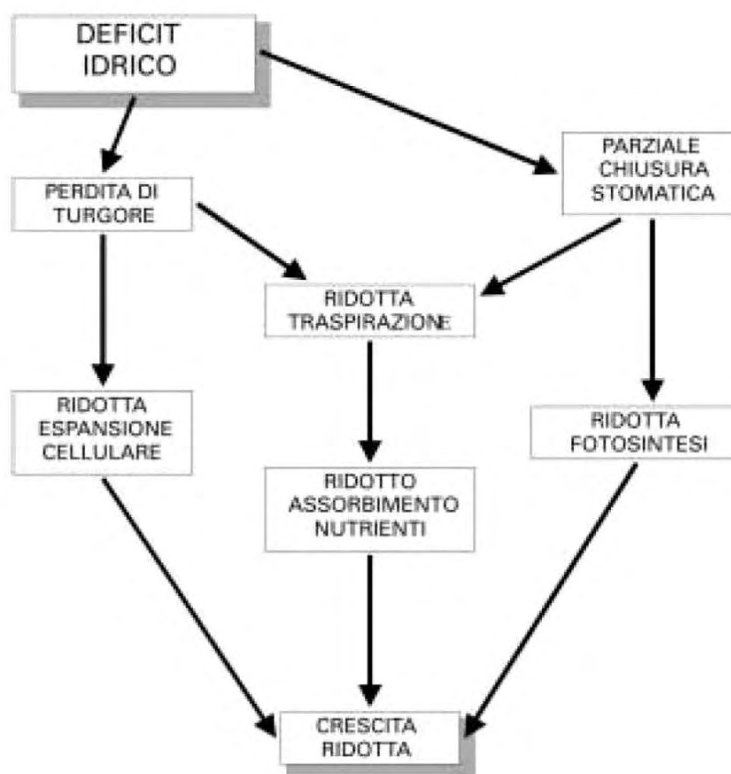 DEFICIT
IDRICO
PARZIALE
CHIUSURA
STOMATICA
PERDITA DI
TURGORE
RIDOTTA
TRASPIRAZIONE
RIDOTTA
ESPANSIONE
CELLULARE
RIDOTTA
FOTOSINTESI
RIDOTTO
ASSORBIMENTO
NUTRIENTI
CRESCITA
RIDOTTA